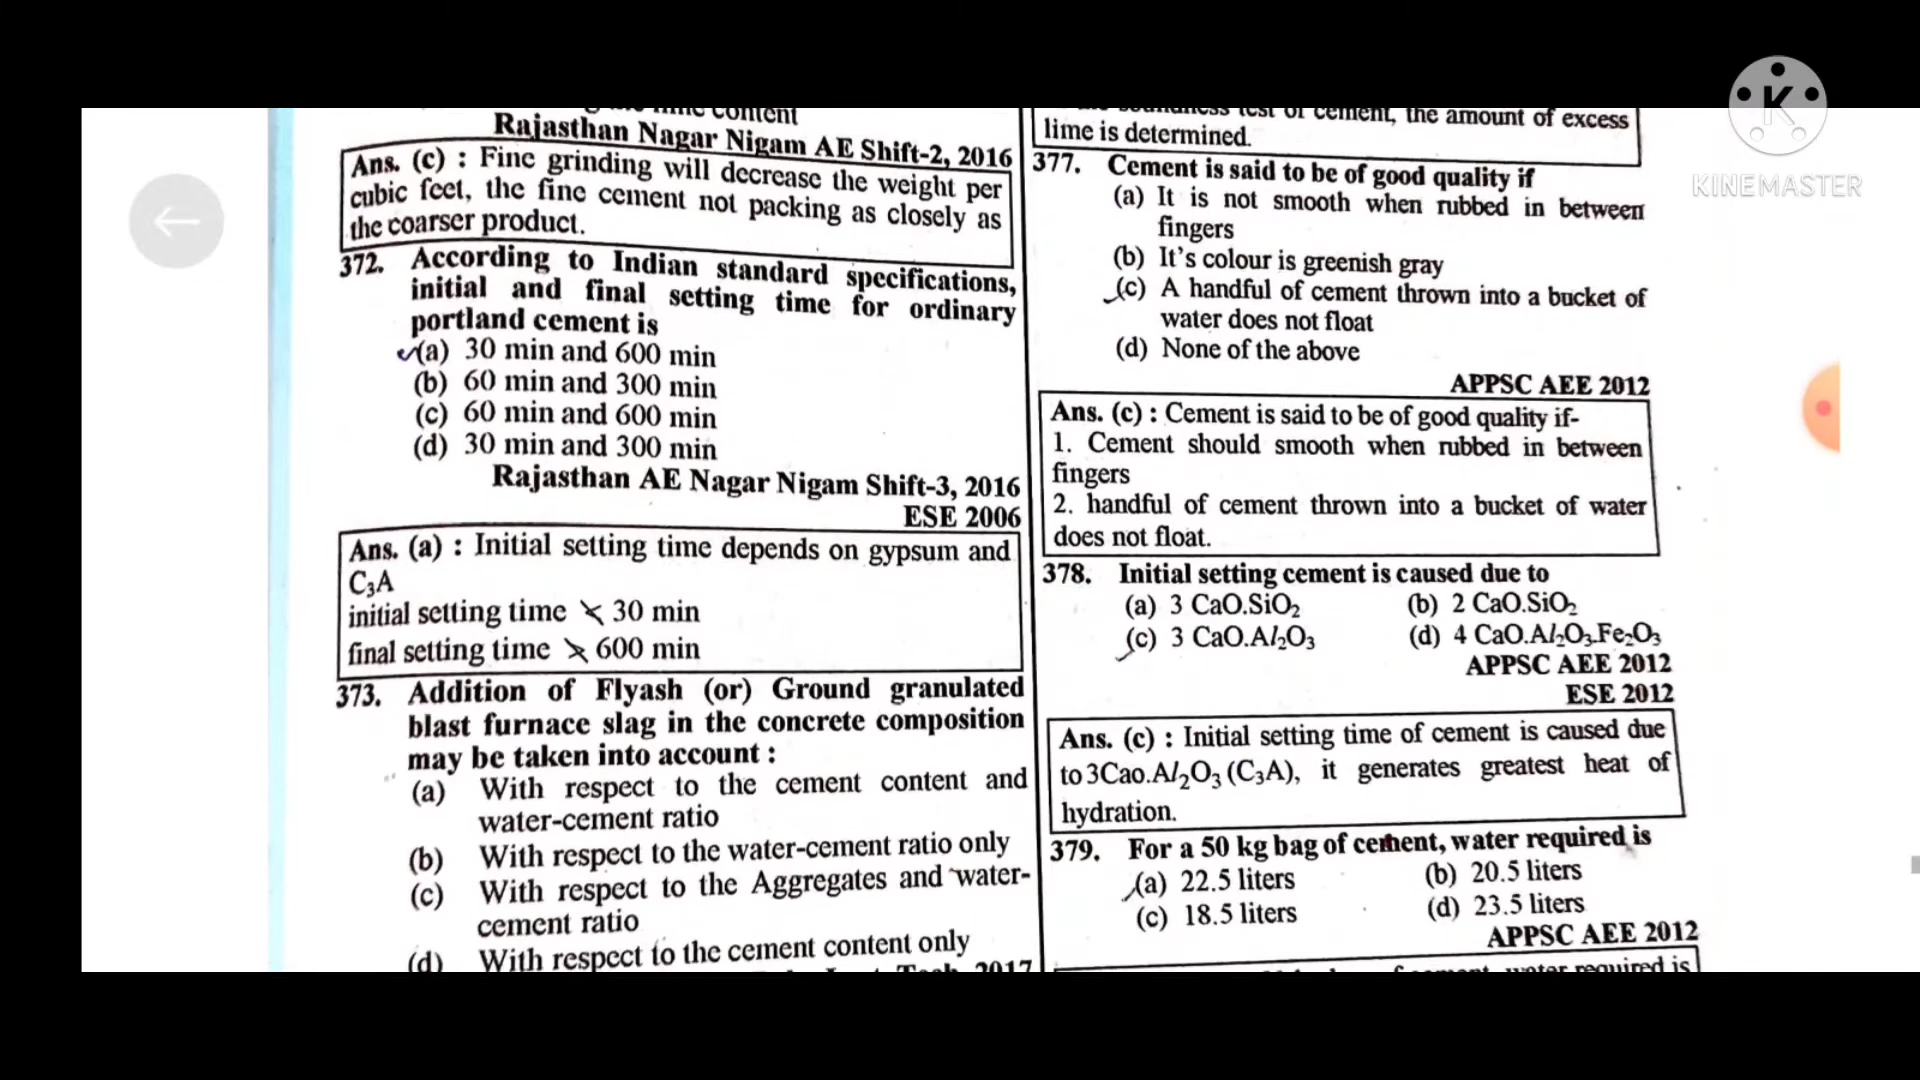 content
Rajasthan Nagar Nigam AE Shift-2, 2016
Ans. (c) : Fine grinding will decrease the weight per
cubic feet, the fine cement not packing as closely as
the coarser product.
372. According to Indian standard specifications,
initial and final setting time for ordinary
portland cement is
(a) 30 min and 600 min
(b) 60 min and 300 min
(c) 60 min and 600 min
(d) 30 min and 300 min
Rajasthan AE Nagar Nigam Shift-3, 2016
ESE 2006
Ans. (a) : Initial setting time depends on gypsum and
C₃A
initial setting time ≮ 30 min
final setting time ≯ 600 min
373. Addition of Flyash (or) Ground granulated
blast furnace slag in the concrete composition
may be taken into account :
(a) With respect to the cement content and
water-cement ratio
(b) With respect to the water-cement ratio only
(c) With respect to the Aggregates and water-
cement ratio
(d) With respect to the cement content only
2017
soundness test of cement, the amount of excess
lime is determined.
377. Cement is said to be of good quality if
(a) It is not smooth when rubbed in between
fingers
(b) It's colour is greenish gray
(c) A handful of cement thrown into a bucket of
water does not float
(d) None of the above
APPSC AEE 2012
Ans. (c) : Cement is said to be of good quality if-
1. Cement should smooth when rubbed in between
fingers
2. handful of cement thrown into a bucket of water
does not float.
378. Initial setting cement is caused due to
(a) 3 CaO.SiO₂ (b) 2 CaO.SiO₂
(c) 3 CaO.Al₂O₃ (d) 4 CaO.Al₂O₃.Fe₂O₃
APPSC AEE 2012
ESE 2012
Ans. (c) : Initial setting time of cement is caused due
to 3Cao.Al₂O₃ (C₃A), it generates greatest heat of
hydration.
379. For a 50 kg bag of cement, water required is
(a) 22.5 liters (b) 20.5 liters
(c) 18.5 liters (d) 23.5 liters
APPSC AEE 2012
water required is
K
KINEMASTER